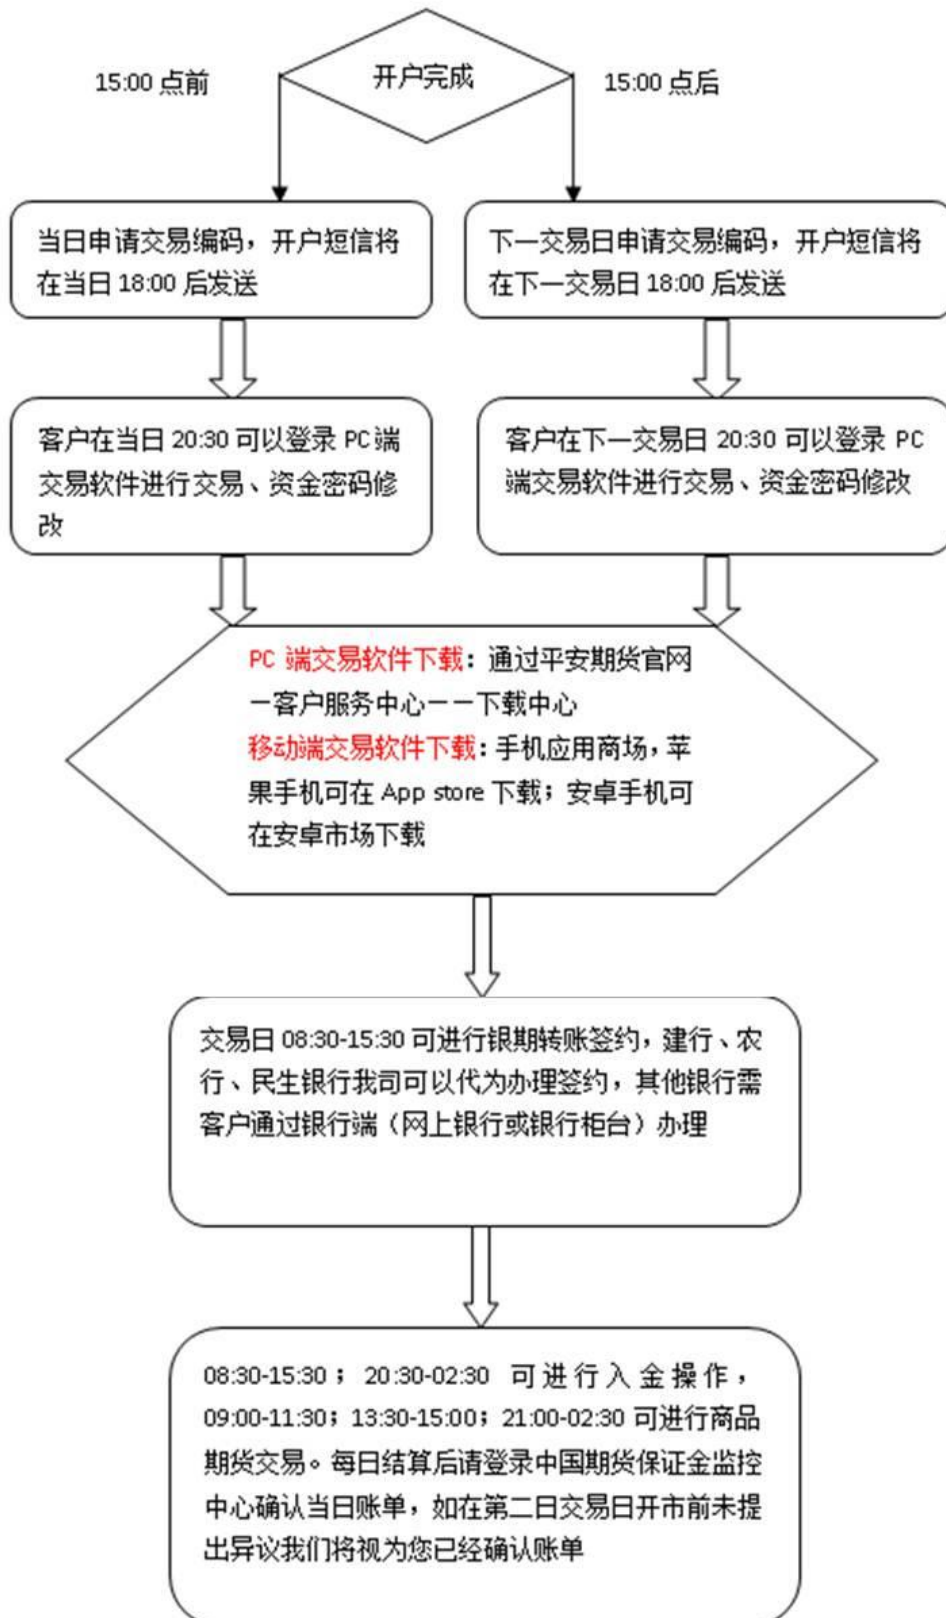 开户完成
15:00 点前
15:00 点后
当日申请交易编码，开户短信将
在当日 18:00 后发送
下一交易日申请交易编码，开户短信将
在下一交易日 18:00 后发送
客户在当日 20:30 可以登录 PC 端
交易软件进行交易、资金密码修
改
客户在下一交易日 20:30 可以登录 PC
端交易软件进行交易、资金密码修改
PC 端交易软件下载：通过平安期货官网
—客户服务中心——下载中心
移动端交易软件下载：手机应用商场，苹
果手机可在 App store 下载；安卓手机可
在安卓市场下载
交易日 08:30-15:30 可进行银期转账签约，建行、农
行、民生银行我司可以代为办理签约，其他银行需
客户通过银行端（网上银行或银行柜台）办理
08:30-15:30；20:30-02:30 可进行入金操作，
09:00-11:30；13:30-15:00；21:00-02:30 可进行商品
期货交易。每日结算后请登录中国期货保证金监控
中心确认当日账单，如在第二日交易日开市前未提
出异议我们将视为您已经确认账单